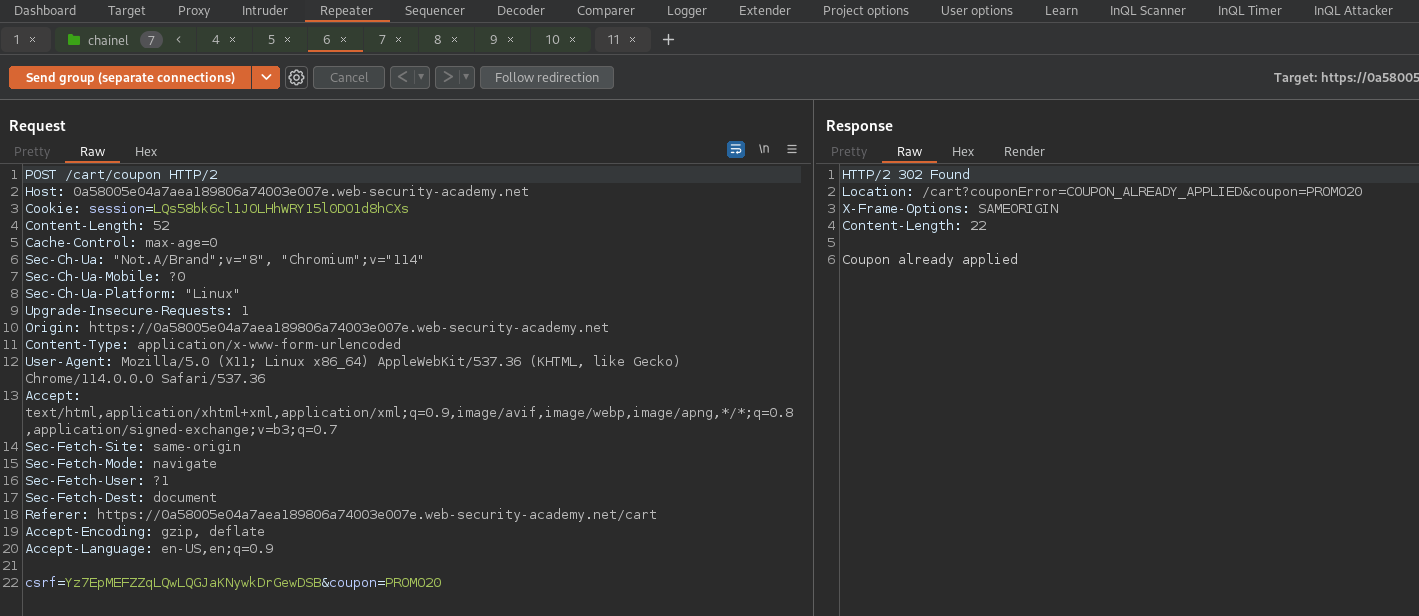 Dashboard Target Proxy Intruder Repeater Sequencer Decoder Comparer Logger Extender Project options User options Learn InQL Scanner InQL Timer InQL Attacker
1 × chainel 7 < 4 × 5 × 6 × 7 × 8 × 9 × 10 × 11 × +
Send group (separate connections) Cancel < > Follow redirection Target: https://0a58005
Request
Pretty Raw Hex \n
1 POST /cart/coupon HTTP/2
2 Host: 0a58005e04a7aea189806a74003e007e.web-security-academy.net
3 Cookie: session=LQs58bk6cl1JOLHhWRY15l0DO1d8hCXs
4 Content-Length: 52
5 Cache-Control: max-age=0
6 Sec-Ch-Ua: "Not.A/Brand";v="8", "Chromium";v="114"
7 Sec-Ch-Ua-Mobile: ?0
8 Sec-Ch-Ua-Platform: "Linux"
9 Upgrade-Insecure-Requests: 1
10 Origin: https://0a58005e04a7aea189806a74003e007e.web-security-academy.net
11 Content-Type: application/x-www-form-urlencoded
12 User-Agent: Mozilla/5.0 (X11; Linux x86_64) AppleWebKit/537.36 (KHTML, like Gecko)
Chrome/114.0.0.0 Safari/537.36
13 Accept:
text/html,application/xhtml+xml,application/xml;q=0.9,image/avif,image/webp,image/apng,*/*;q=0.8
,application/signed-exchange;v=b3;q=0.7
14 Sec-Fetch-Site: same-origin
15 Sec-Fetch-Mode: navigate
16 Sec-Fetch-User: ?1
17 Sec-Fetch-Dest: document
18 Referer: https://0a58005e04a7aea189806a74003e007e.web-security-academy.net/cart
19 Accept-Encoding: gzip, deflate
20 Accept-Language: en-US,en;q=0.9
21
22 csrf=Yz7EpMEFZZqLQwLQGJaKNywkDrGewDSB&coupon=PROMO20
Response
Pretty Raw Hex Render
1 HTTP/2 302 Found
2 Location: /cart?couponError=COUPON_ALREADY_APPLIED&coupon=PROMO20
3 X-Frame-Options: SAMEORIGIN
4 Content-Length: 22
5
6 Coupon already applied